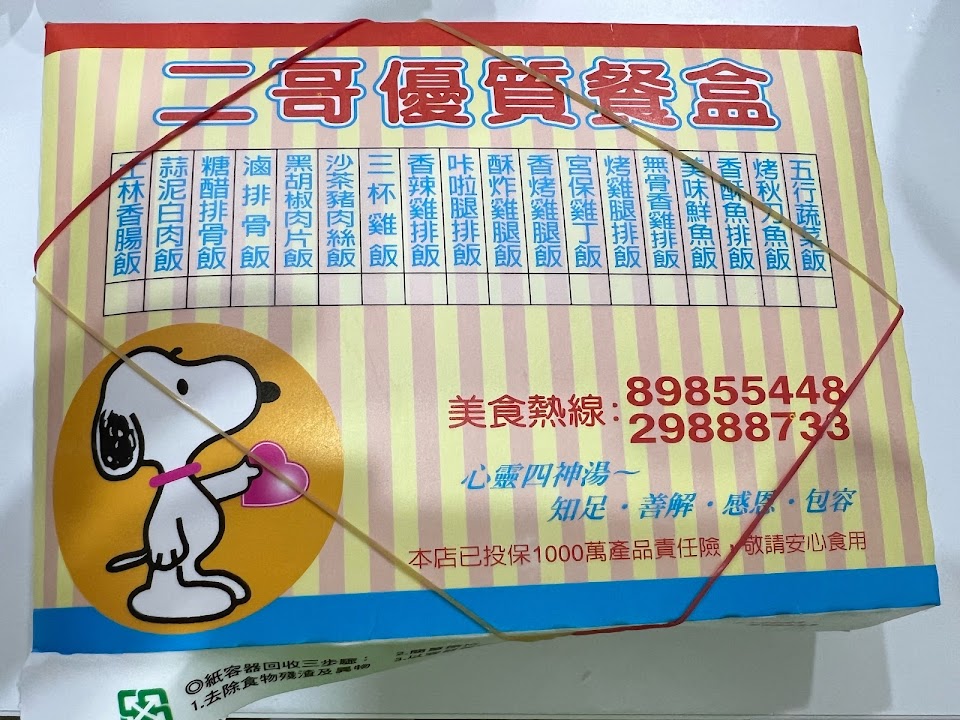 二哥優質餐盒
五行蔬菜飯
烤秋刀魚飯
香酥魚排飯
美味鮮魚飯
無骨香雞排飯
烤雞腿排飯
宮保雞丁飯
香烤雞腿飯
酥炸雞腿飯
咔啦腿排飯
香辣雞排飯
三杯雞飯
沙茶豬肉絲飯
黑胡椒肉片飯
滷排骨飯
糖醋排骨飯
蒜泥白肉飯
士林香腸飯
美食熱線:89855448
29888733
心靈四神湯～
知足・善解・感恩・包容
本店已投保1000萬產品責任險，敬請安心食用
◎紙容器回收三步驟：
1.去除食物殘渣及異物